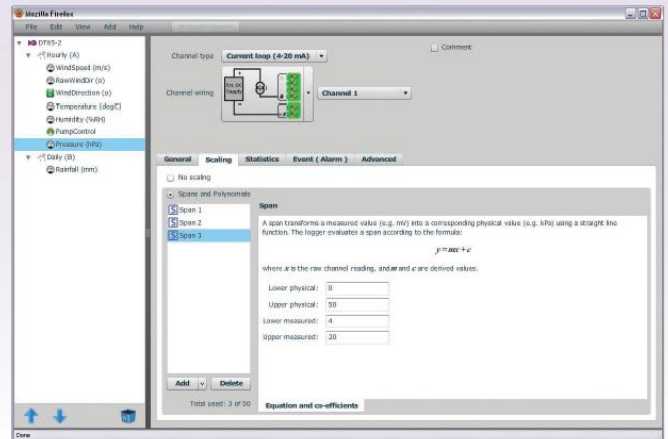 Mozilla Firefox
File Edit View Add Help
DT85-2
Hourly (A)
WindSpeed (m/s)
RawWindDir (o)
WindDirection (o)
Temperature (degC)
Humidity (%RH)
PumpControl
Pressure (hPa)
Daily (B)
Rainfall (mm)
Channel type Current loop (4-20 mA) Comment
Channel wiring Channel 1
General Scaling Statistics Event ( Alarm ) Advanced
No scaling
Spans and Polynomials
Span 1
Span 2
Span 3
Span
A span transforms a measured value (e.g. mV) into a corresponding physical value (e.g. kPa) using a straight line
function. The logger evaluates a span according to the formula:
y = mx + c
where x is the raw channel reading, and m and c are derived values.
Lower physical: 0
Upper physical: 50
Lower measured: 4
Upper measured: 20
Add Delete
Total used: 3 of 50
Equation and co-efficients
Done